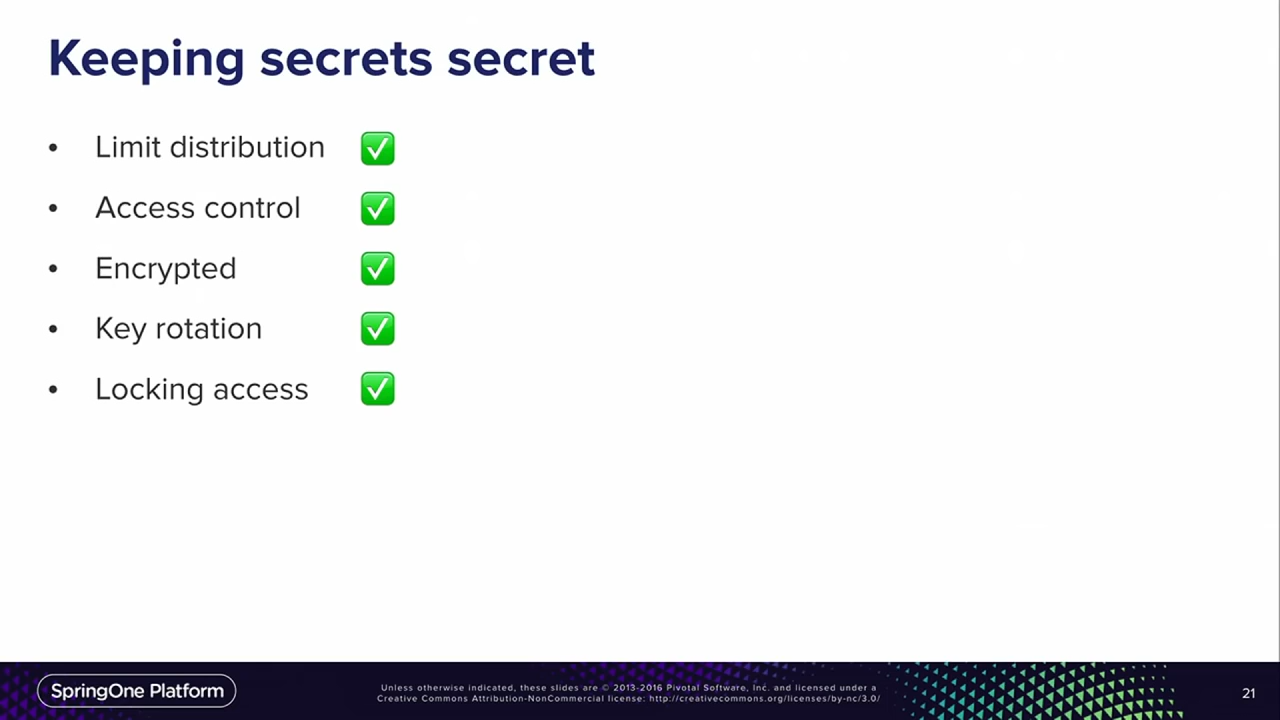 Keeping secrets secret
• Limit distribution ✅
• Access control ✅
• Encrypted ✅
• Key rotation ✅
• Locking access ✅
SpringOne Platform
Unless otherwise indicated, these slides are © 2013-2016 Pivotal Software, Inc. and licensed under a
Creative Commons Attribution-NonCommercial license: http://creativecommons.org/licenses/by-nc/3.0/
21